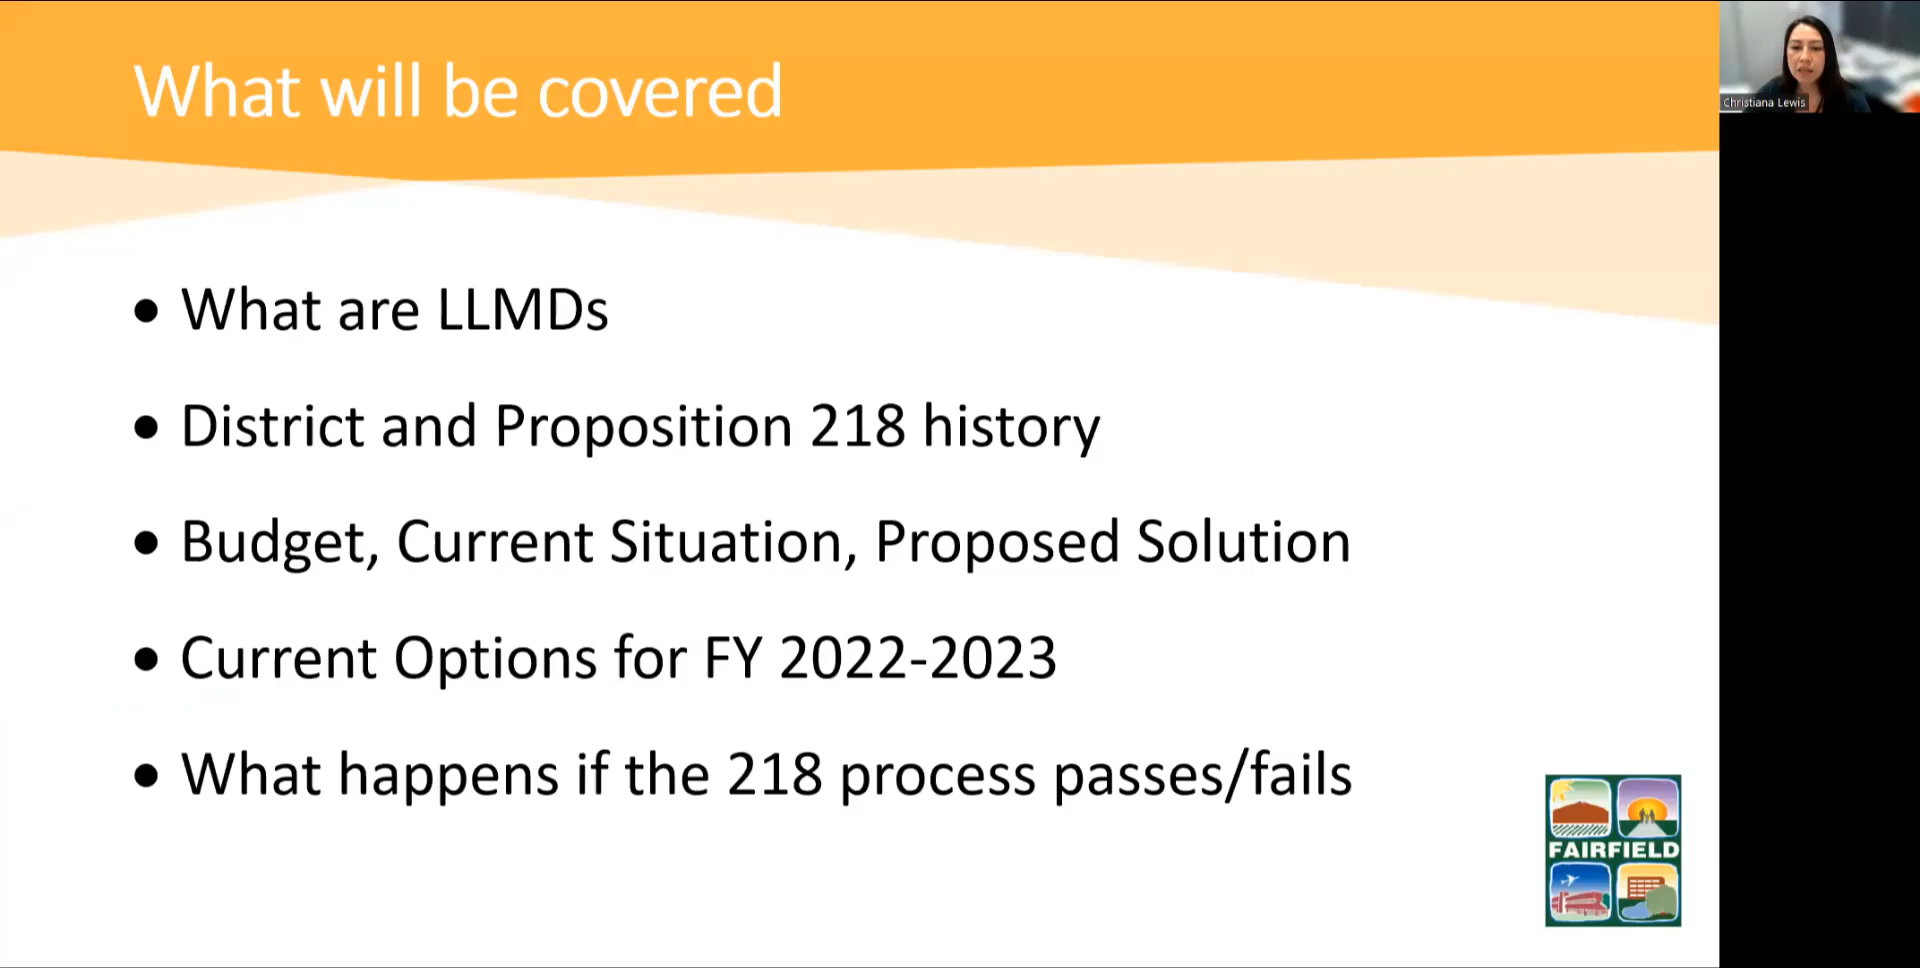 What will be covered
Christiana Lewis
• What are LLMDs
• District and Proposition 218 history
• Budget, Current Situation, Proposed Solution
• Current Options for FY 2022-2023
• What happens if the 218 process passes/fails
FAIRFIELD